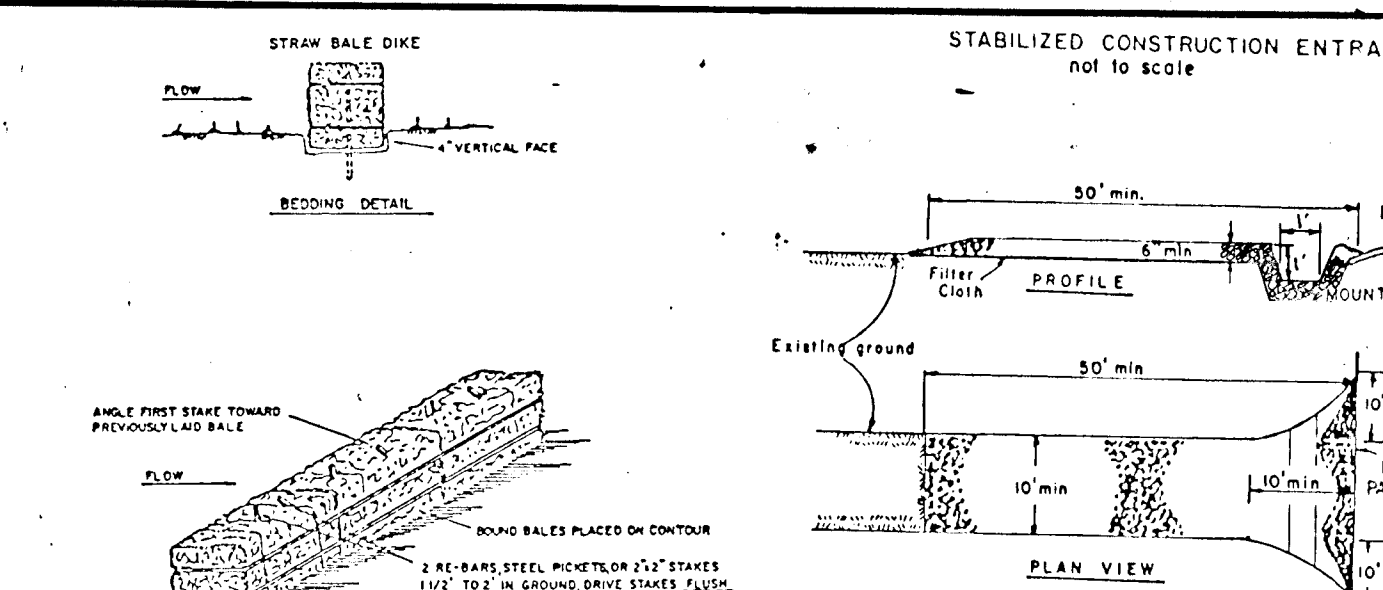 STRAW BALE DIKE
FLOW
4" VERTICAL FACE
BEDDING DETAIL
ANGLE FIRST STAKE TOWARD
PREVIOUSLY LAID BALE
FLOW
BOUND BALES PLACED ON CONTOUR
2 RE-BARS, STEEL PICKETS, OR 2"x2" STAKES
1 1/2' TO 2' IN GROUND, DRIVE STAKES FLUSH
STABILIZED CONSTRUCTION ENTRA
not to scale
50' min.
1'
6" min
1'
Filter
Cloth
PROFILE
MOUNT
Existing ground
50' min
10'
10' min
10' min
PA
PLAN VIEW
10'